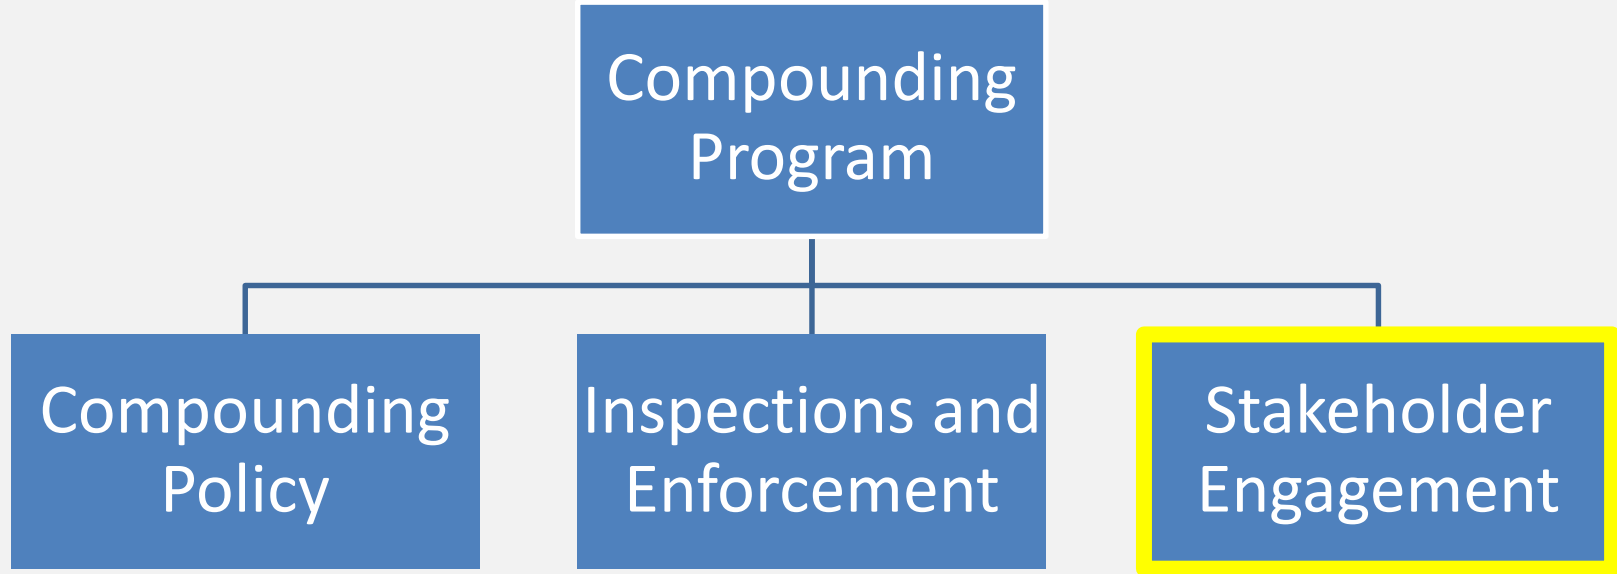 Compounding
Program
Compounding
Policy
Inspections and
Enforcement
Stakeholder
Engagement